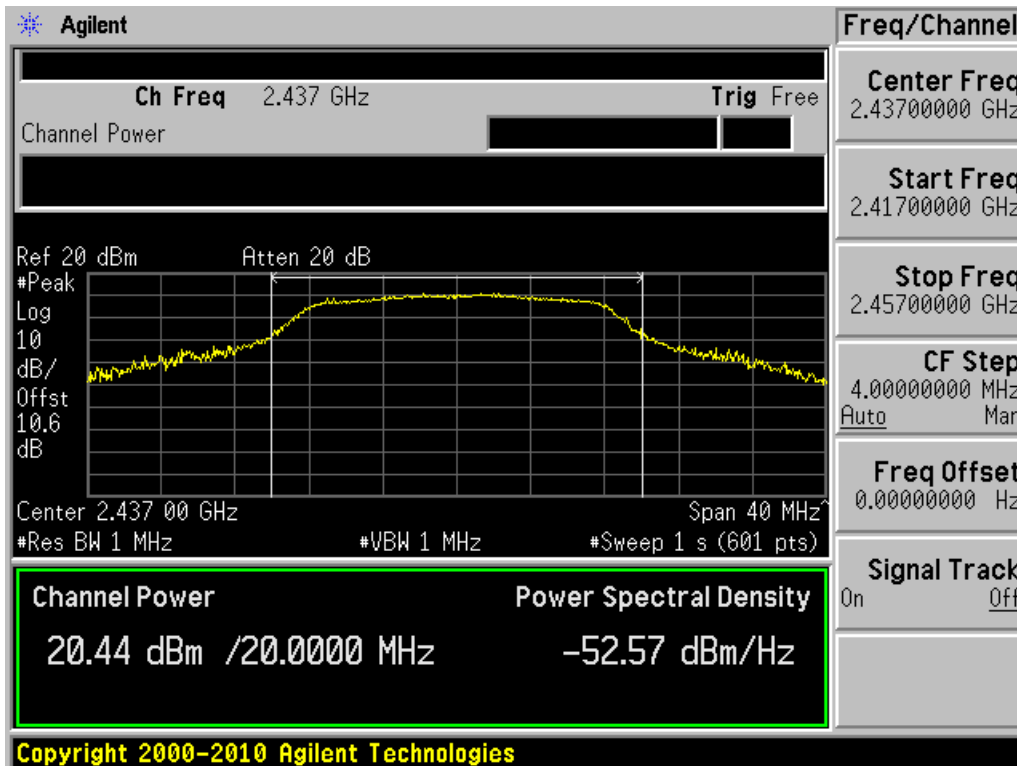 Agilent
Freq/Channel
Ch Freq 2.437 GHz Trig Free
Channel Power
Center Freq
2.43700000 GHz
Start Freq
2.41700000 GHz
Stop Freq
2.45700000 GHz
CF Step
4.00000000 MHz
Auto Man
Freq Offset
0.00000000 Hz
Signal Track
On Off
Ref 20 dBm Atten 20 dB
#Peak
Log
10
dB/
Offst
10.6
dB
Center 2.437 00 GHz Span 40 MHz^
#Res BW 1 MHz #VBW 1 MHz #Sweep 1 s (601 pts)
Channel Power Power Spectral Density
20.44 dBm /20.0000 MHz -52.57 dBm/Hz
Copyright 2000-2010 Agilent Technologies